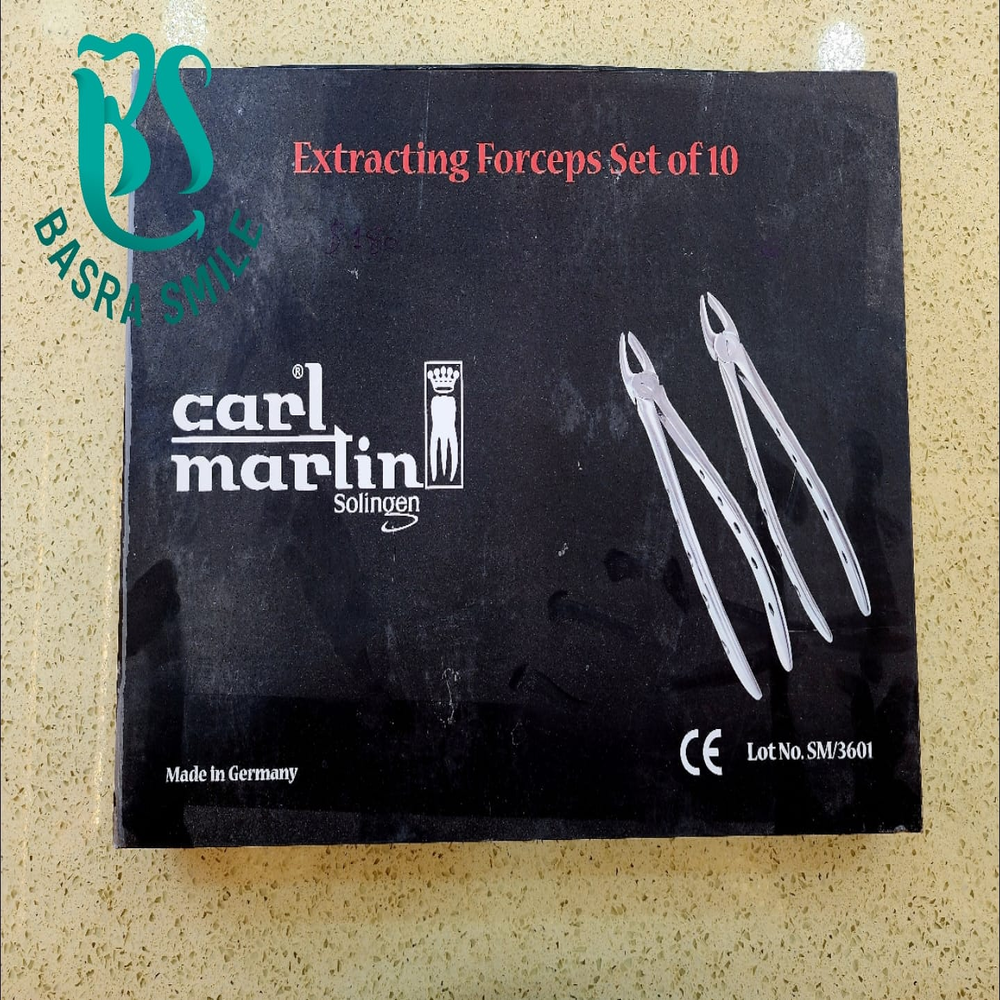 BS
BASRA SMILE
Extracting Forceps Set of 10
carl®
martin
Solingen
CE
Lot No. SM/3601
Made in Germany